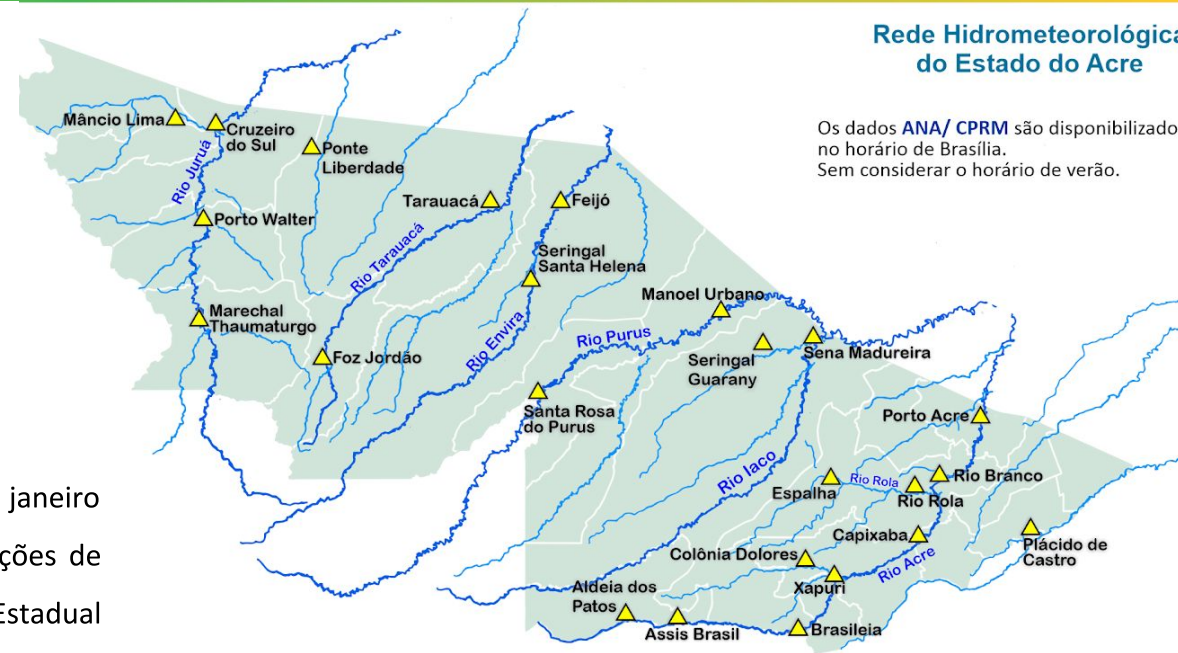 Rede Hidrometeorológica
do Estado do Acre
Os dados ANA/ CPRM são disponibilizado
no horário de Brasília.
Sem considerar o horário de verão.
Mâncio Lima
Cruzeiro
do Sul
Ponte
Liberdade
Rio Juruá
Porto Walter
Tarauacá
Feijó
Rio Tarauacá
Seringal
Santa Helena
Marechal
Thaumaturgo
Foz Jordão
Rio Envira
Manoel Urbano
Rio Purus
Seringal
Guarany
Sena Madureira
Santa Rosa
do Purus
Porto Acre
Rio Iaco
Espalha
Rio Rola
Rio Branco
Rio Rola
Capixaba
Plácido de
Castro
Colônia Dolores
Rio Acre
Xapuri
Aldeia dos
Patos
Assis Brasil
Brasileia
janeiro
ções de
Estadual